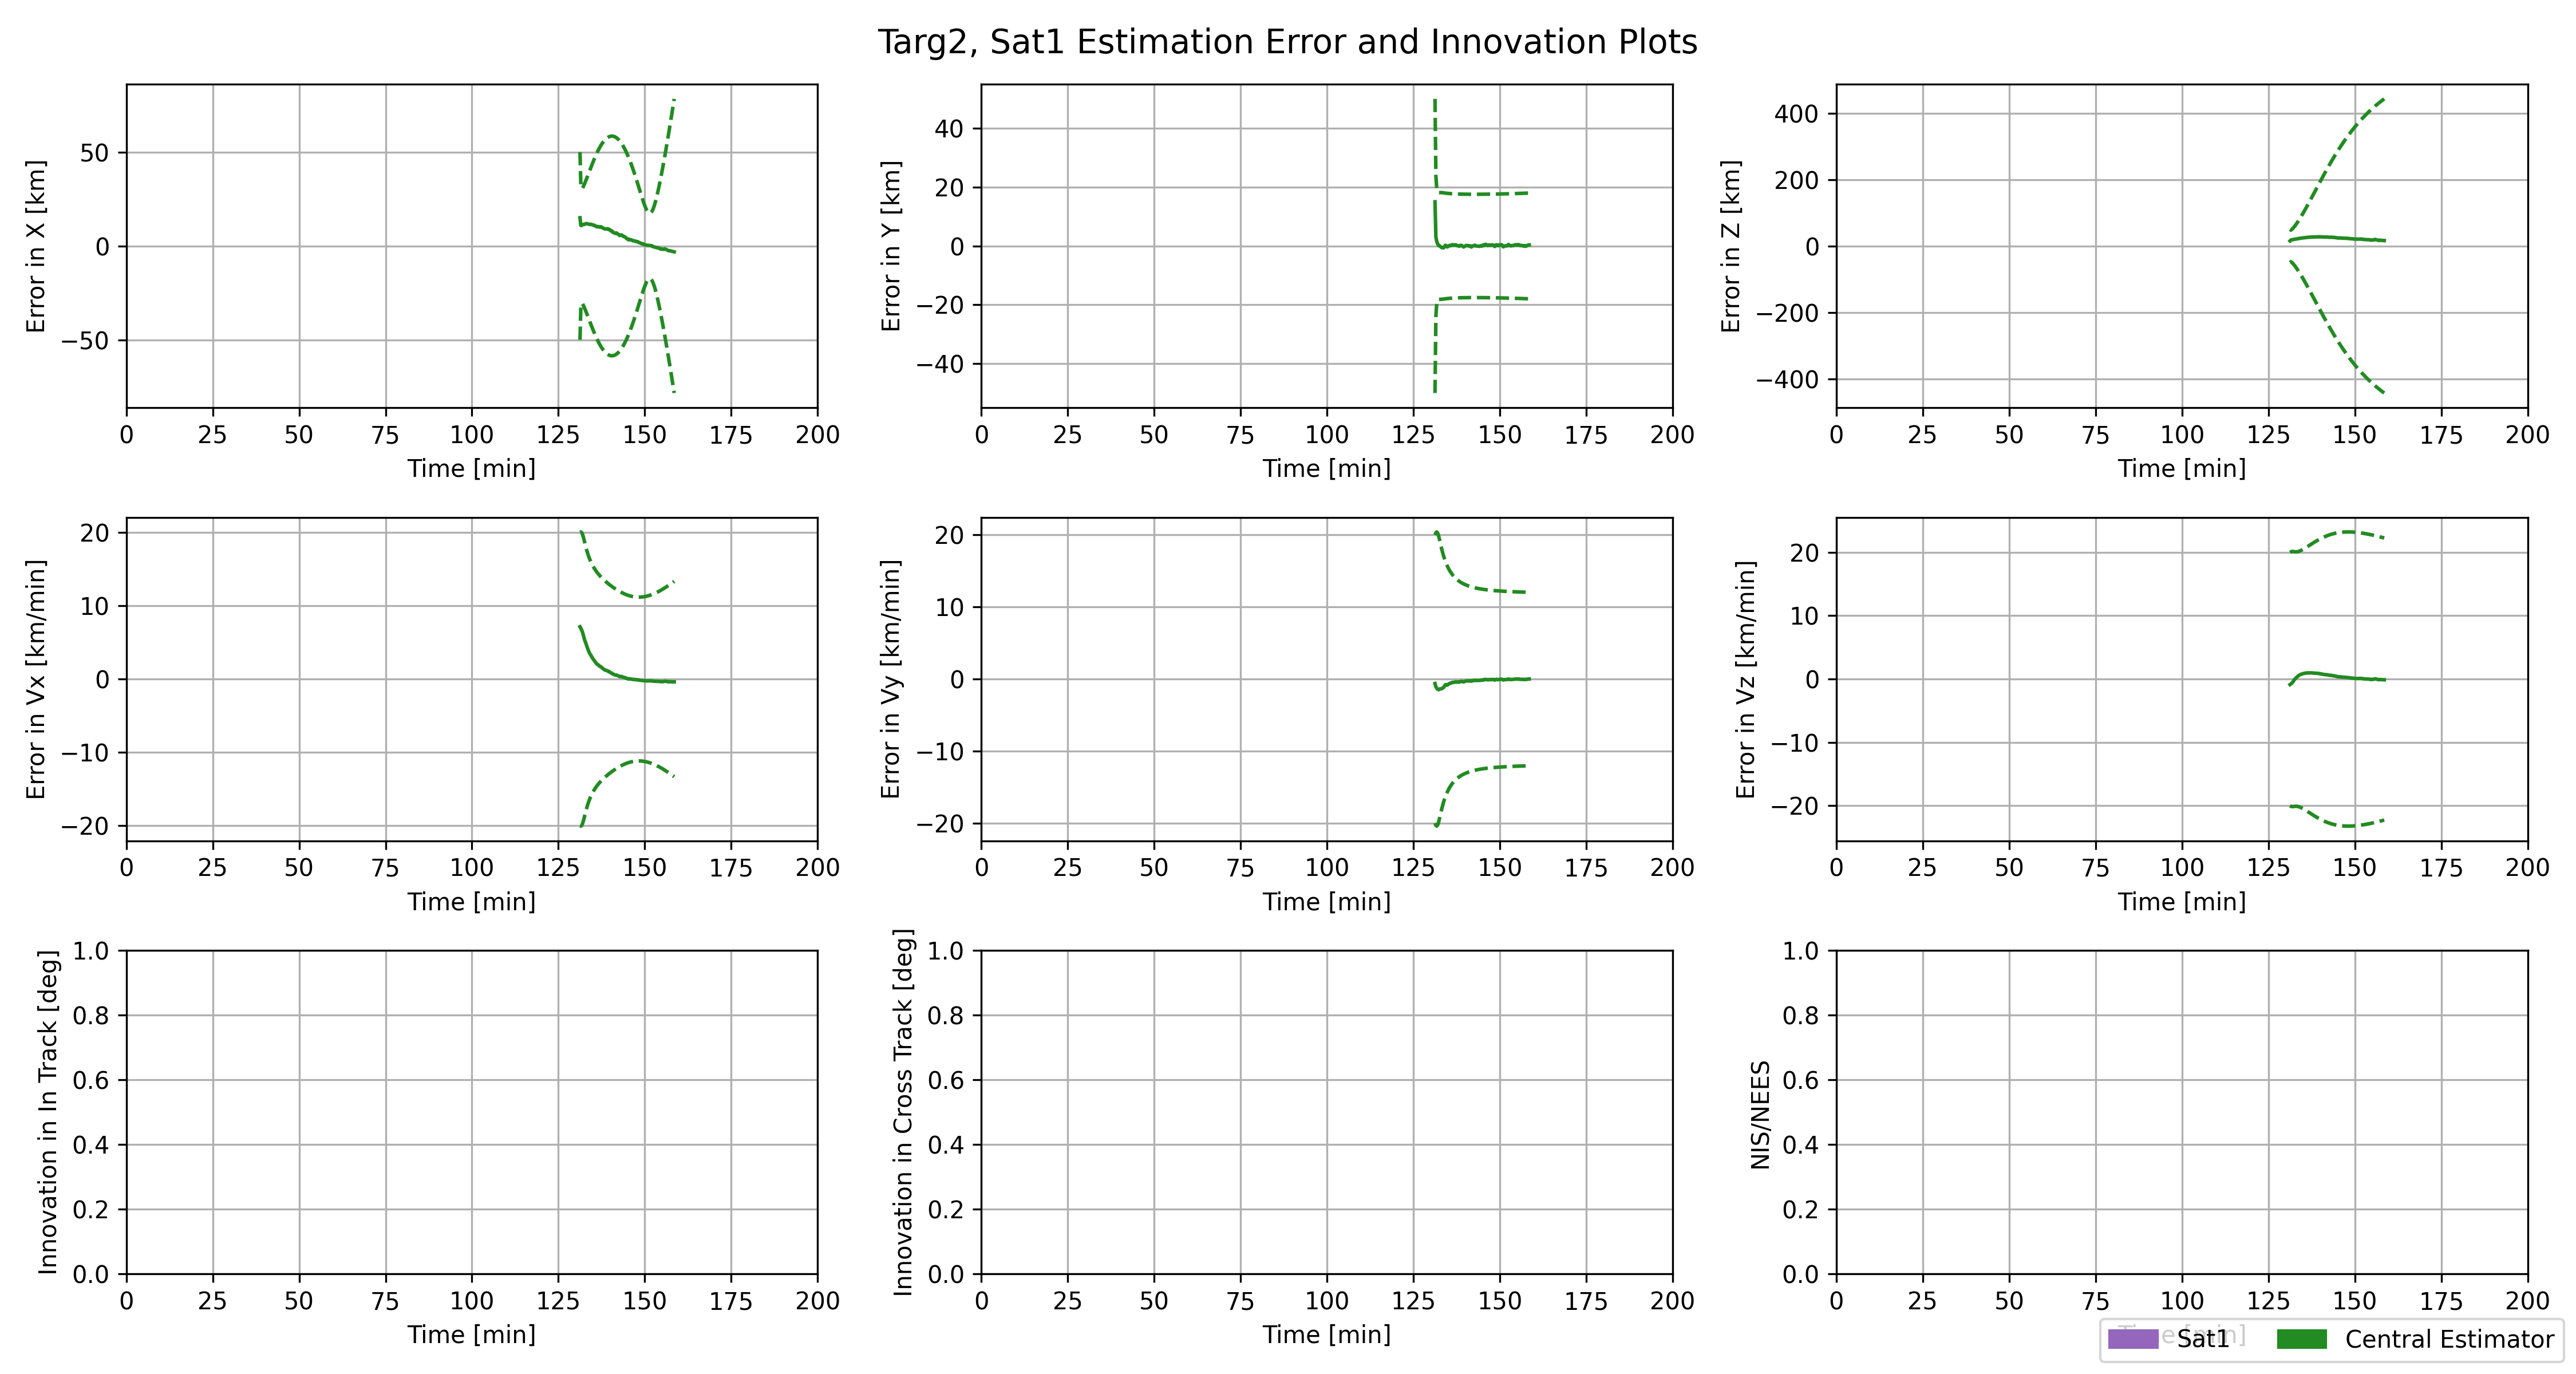 Targ2, Sat1 Estimation Error and Innovation Plots
Error in X [km]
50
0
−50
0 25 50 75 100 125 150 175 200
Time [min]
Error in Y [km]
40
20
0
−20
−40
0 25 50 75 100 125 150 175 200
Time [min]
Error in Z [km]
400
200
0
−200
−400
0 25 50 75 100 125 150 175 200
Time [min]
Error in Vx [km/min]
20
10
0
−10
−20
0 25 50 75 100 125 150 175 200
Time [min]
Error in Vy [km/min]
20
10
0
−10
−20
0 25 50 75 100 125 150 175 200
Time [min]
Error in Vz [km/min]
20
10
0
−10
−20
0 25 50 75 100 125 150 175 200
Time [min]
Innovation in In Track [deg]
1.0
0.8
0.6
0.4
0.2
0.0
0 25 50 75 100 125 150 175 200
Time [min]
Innovation in Cross Track [deg]
1.0
0.8
0.6
0.4
0.2
0.0
0 25 50 75 100 125 150 175 200
Time [min]
NIS/NEES
1.0
0.8
0.6
0.4
0.2
0.0
0 25 50 75 100 125 150 175 200
Time [min]
Sat1 Central Estimator